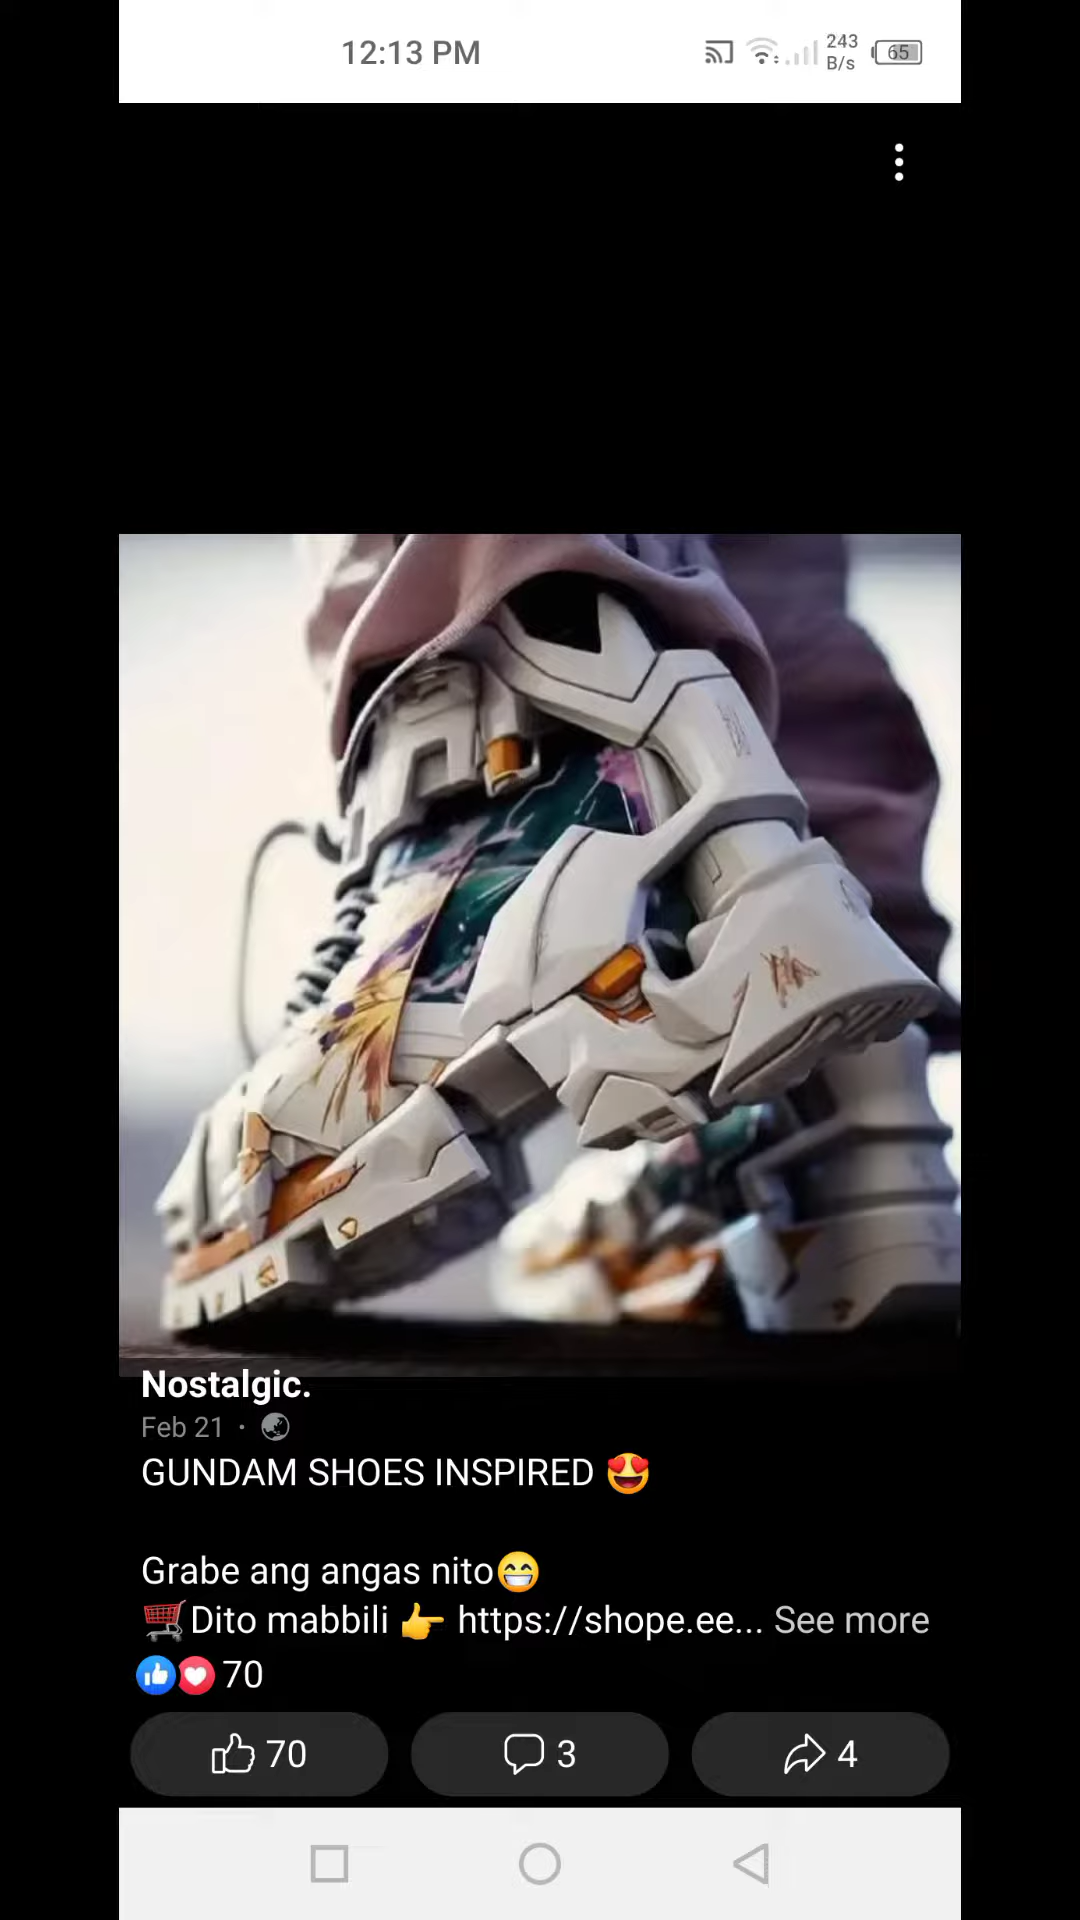 12:13 PM
243
B/s
65
Nostalgic.
Feb 21 ·
GUNDAM SHOES INSPIRED 😍
Grabe ang angas nito😁
🛒Dito mabbili 👉 https://shope.ee... See more
70
70
3
4